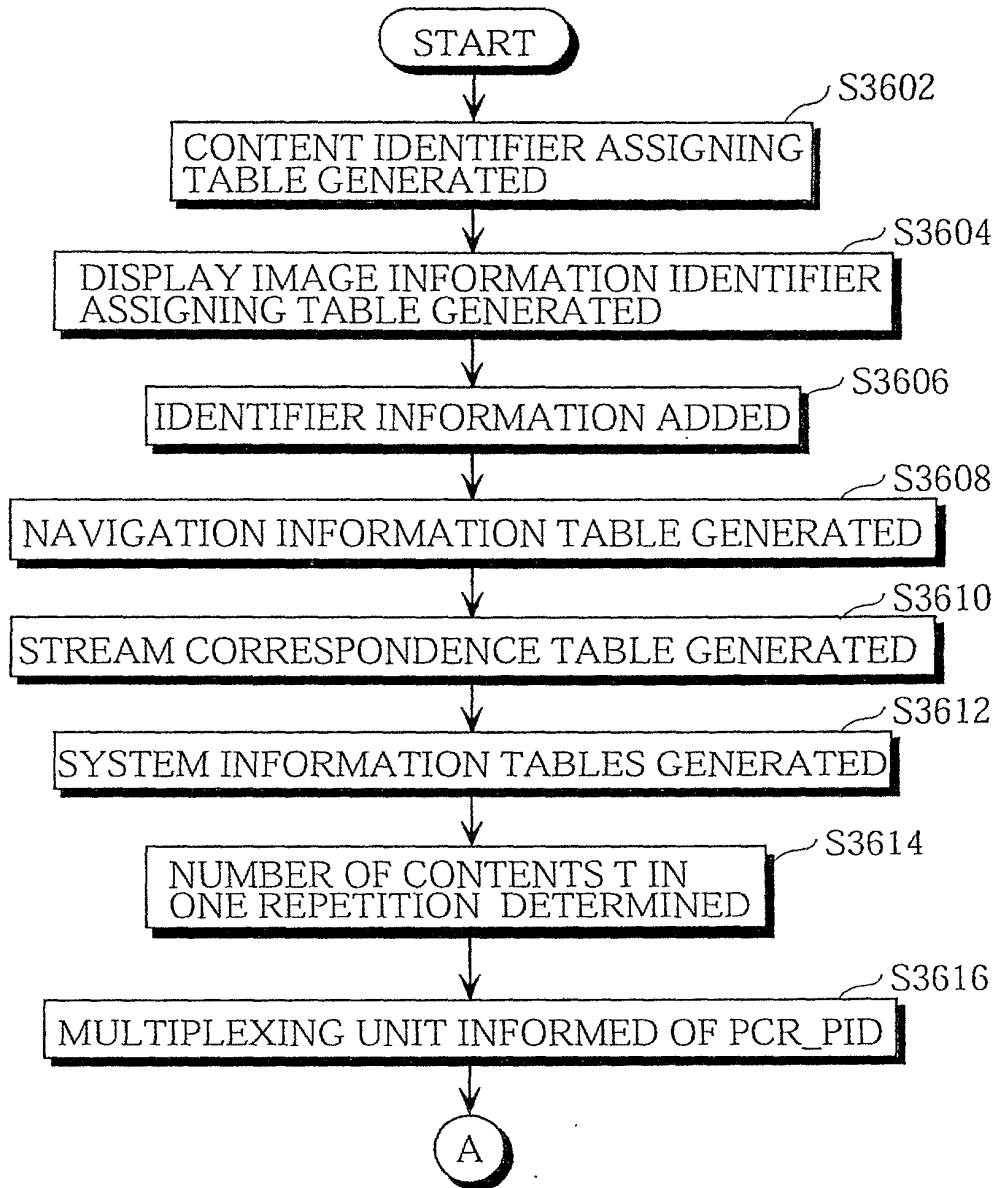 START
S3602
CONTENT IDENTIFIER ASSIGNING
TABLE GENERATED
S3604
DISPLAY IMAGE INFORMATION IDENTIFIER
ASSIGNING TABLE GENERATED
S3606
IDENTIFIER INFORMATION ADDED
S3608
NAVIGATION INFORMATION TABLE GENERATED
S3610
STREAM CORRESPONDENCE TABLE GENERATED
S3612
SYSTEM INFORMATION TABLES GENERATED
S3614
NUMBER OF CONTENTS T IN
ONE REPETITION DETERMINED
S3616
MULTIPLEXING UNIT INFORMED OF PCR_PID
A